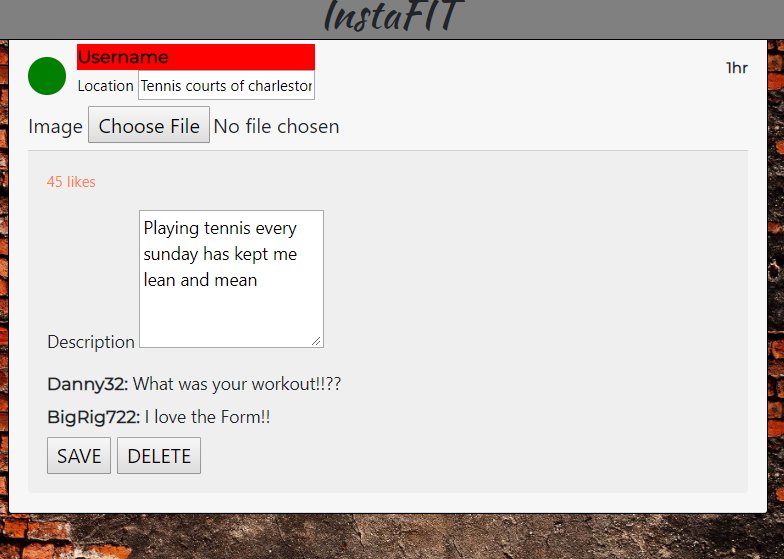 InstaFIT
Username
1hr
Location Tennis courts of charleston
Image Choose File No file chosen
45 likes
Playing tennis every
sunday has kept me
lean and mean
Description
Danny32: What was your workout!!??
BigRig722: I love the Form!!
SAVE DELETE